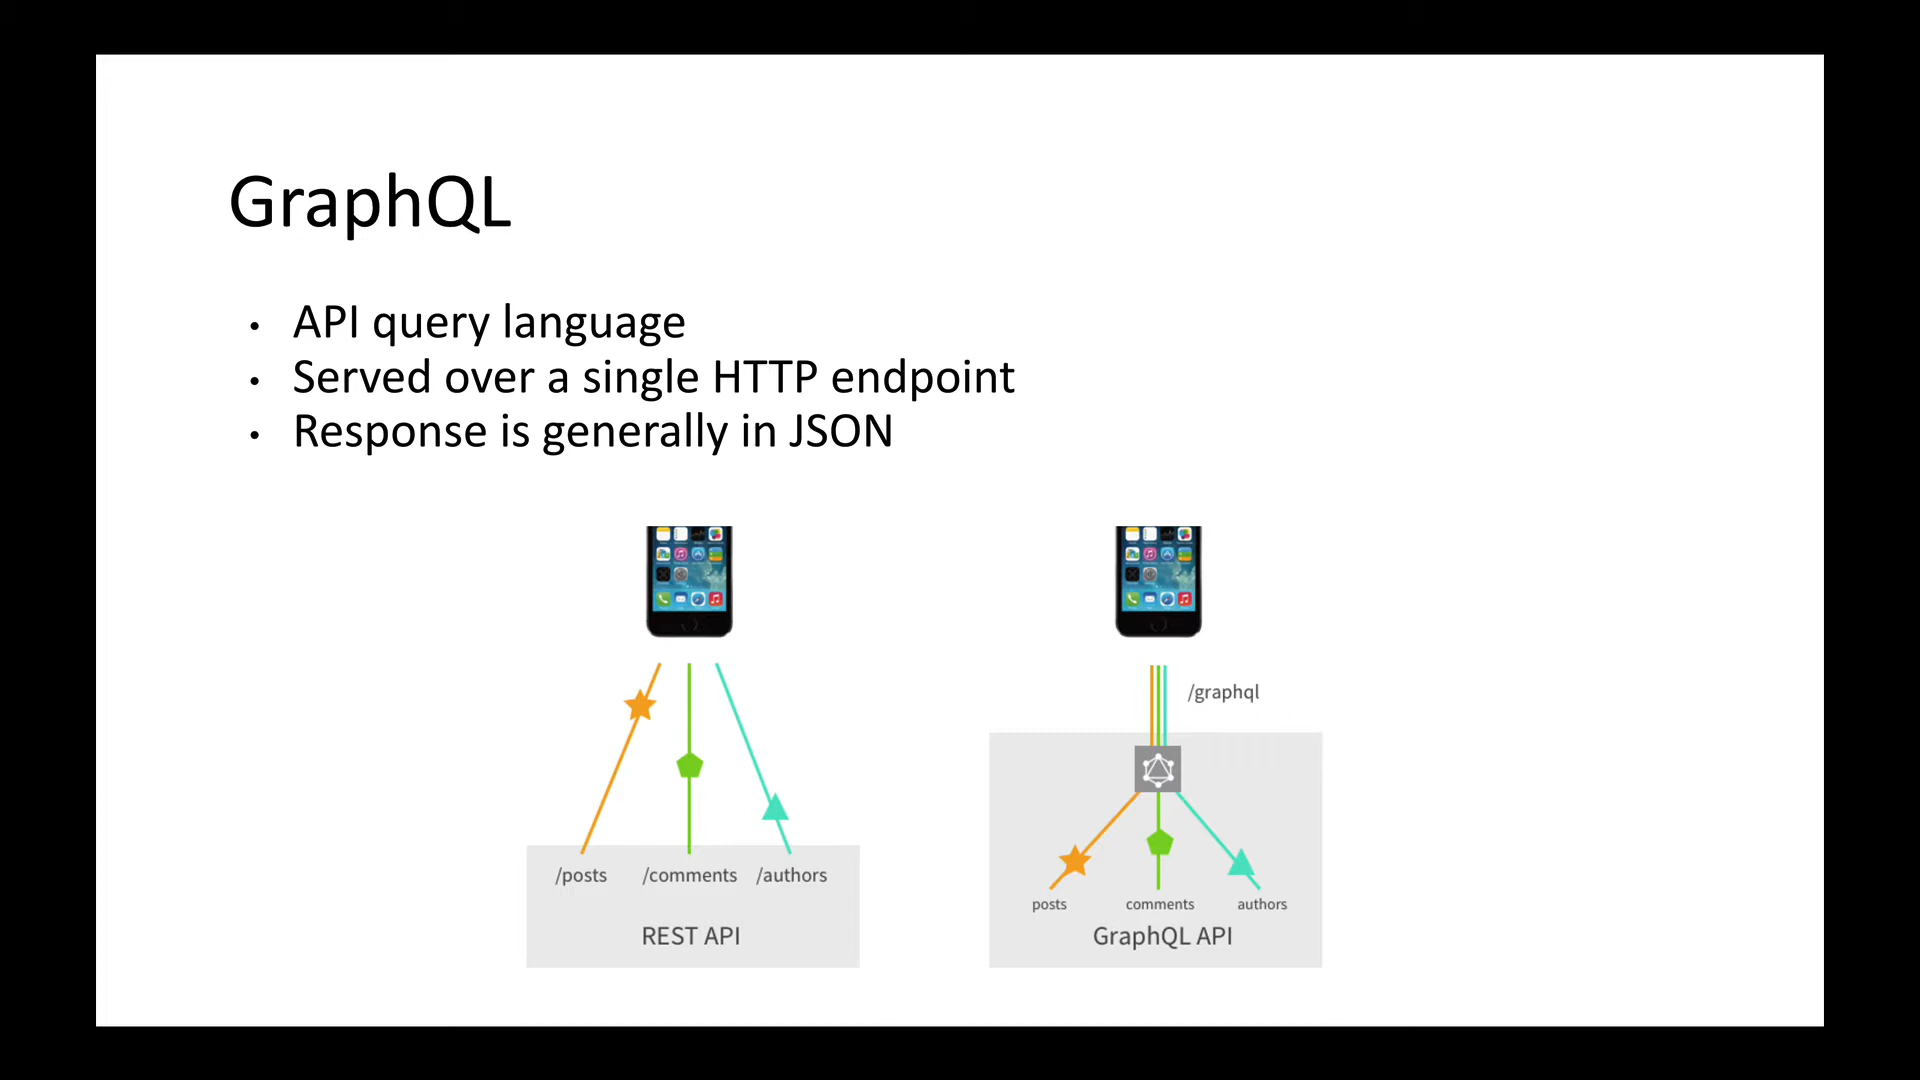 GraphQL
• API query language
• Served over a single HTTP endpoint
• Response is generally in JSON
/graphql
/posts /comments /authors
REST API
posts comments authors
GraphQL API